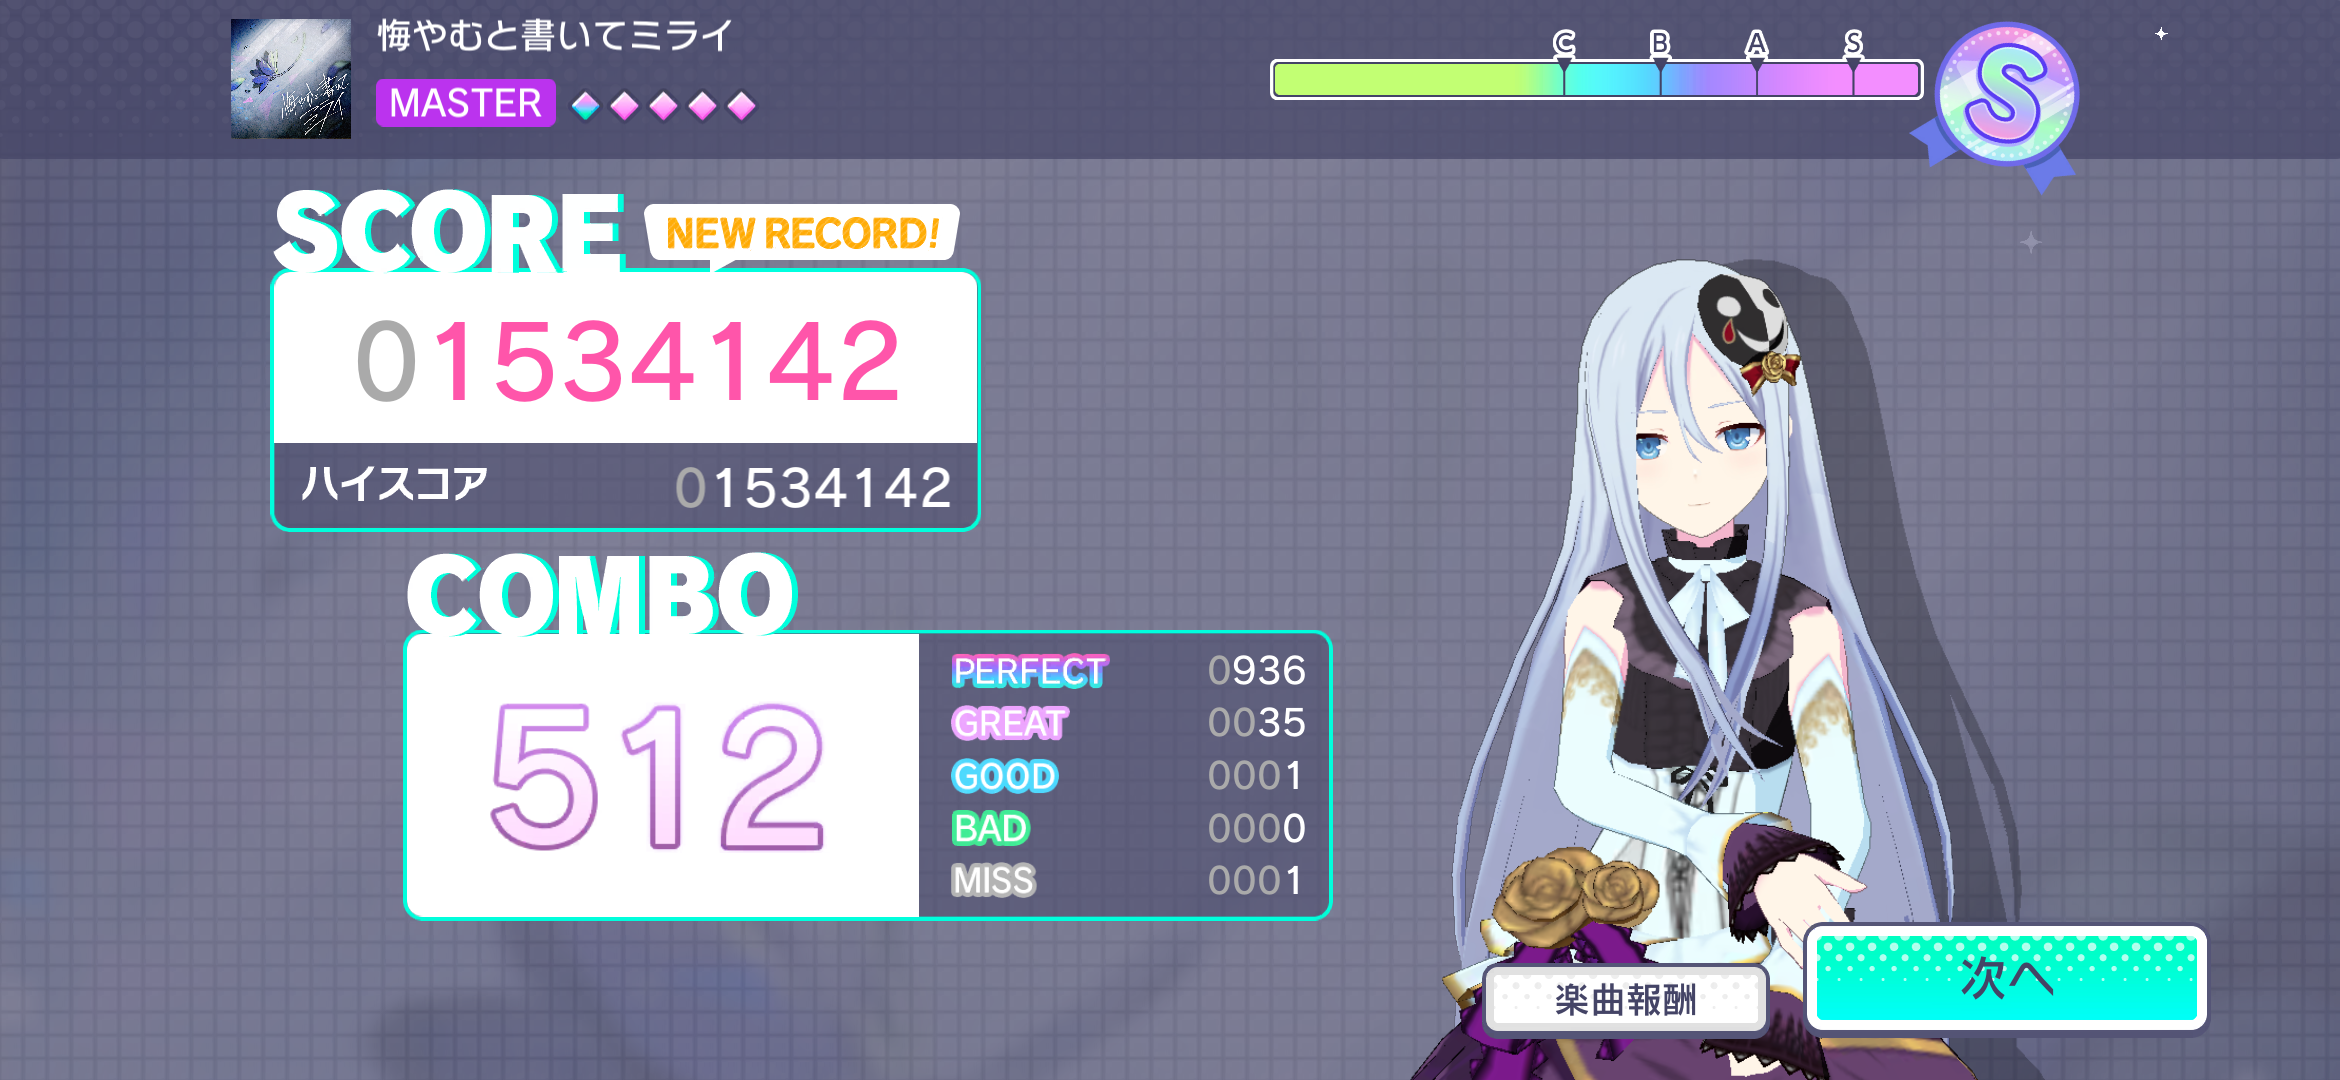 悔やむと書いてミライ
MASTER
C B A S
S
SCORE
NEW RECORD!
01534142
ハイスコア 01534142
COMBO
512
PERFECT 0936
GREAT 0035
GOOD 0001
BAD 0000
MISS 0001
楽曲報酬
次へ